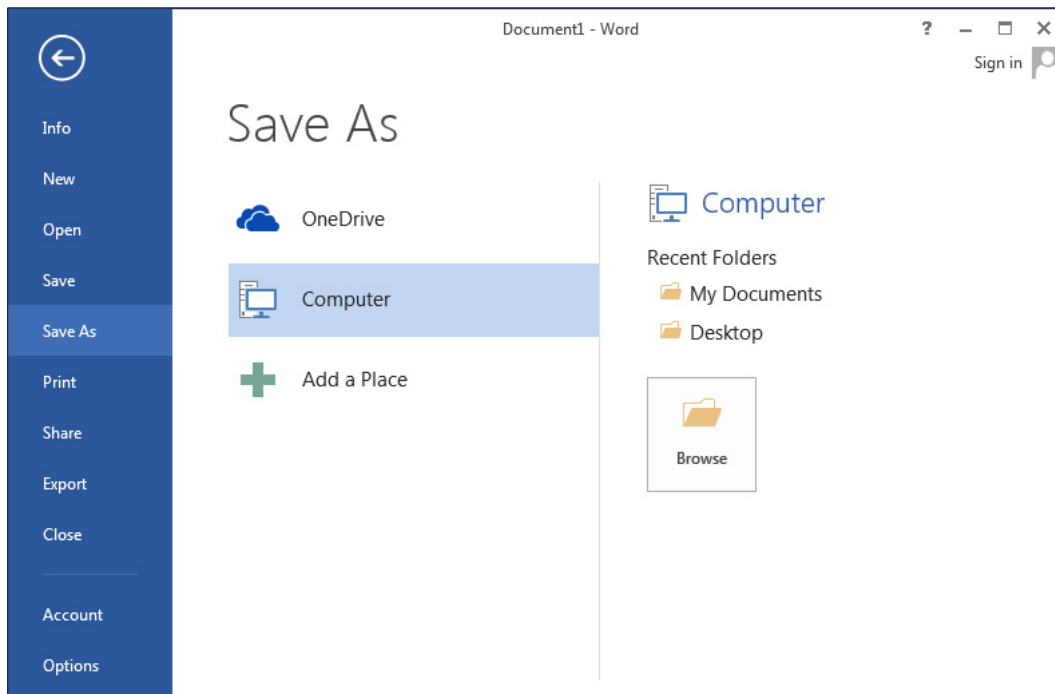 Document1 - Word
?
Sign in
Info
New
Open
Save
Save As
Print
Share
Export
Close
Account
Options
Save As
OneDrive
Computer
Add a Place
Computer
Recent Folders
My Documents
Desktop
Browse